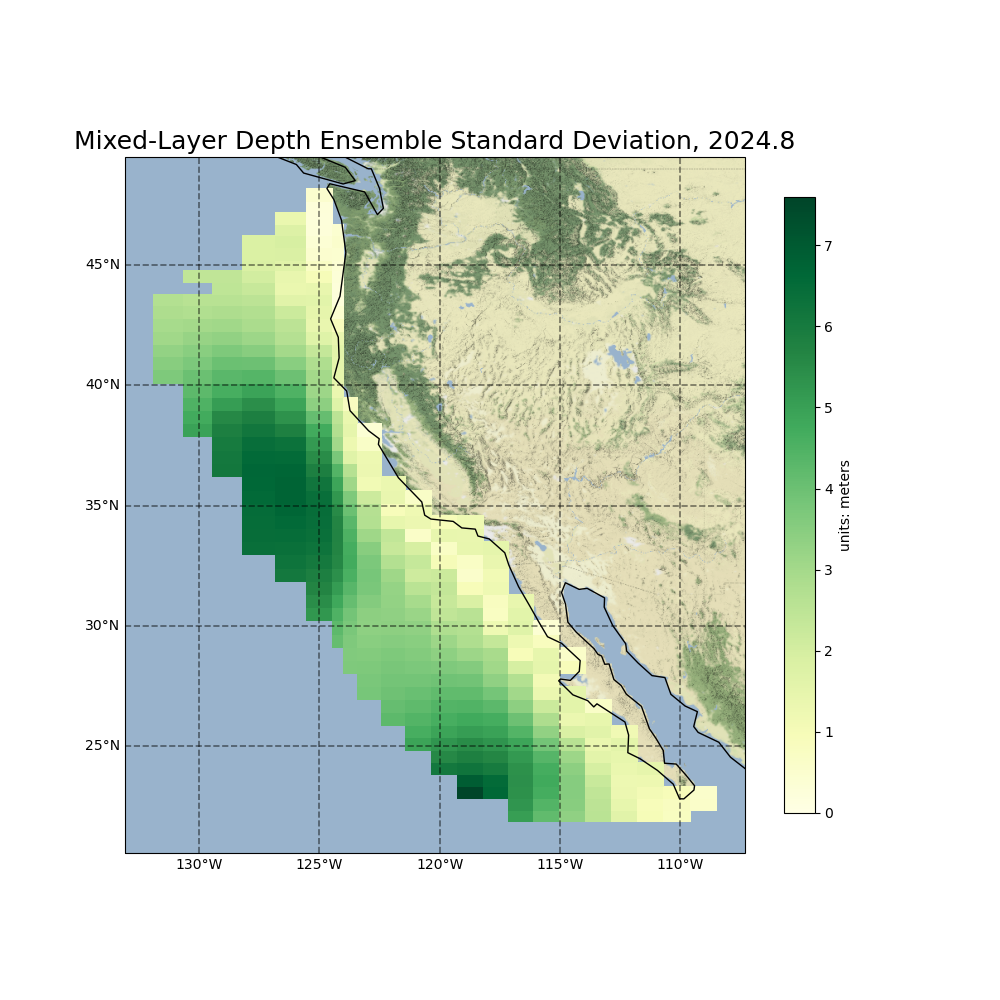 Mixed-Layer Depth Ensemble Standard Deviation, 2024.8
45°N
40°N
35°N
30°N
25°N
130°W
125°W
120°W
115°W
110°W
7
6
5
4
3
2
1
0
units: meters